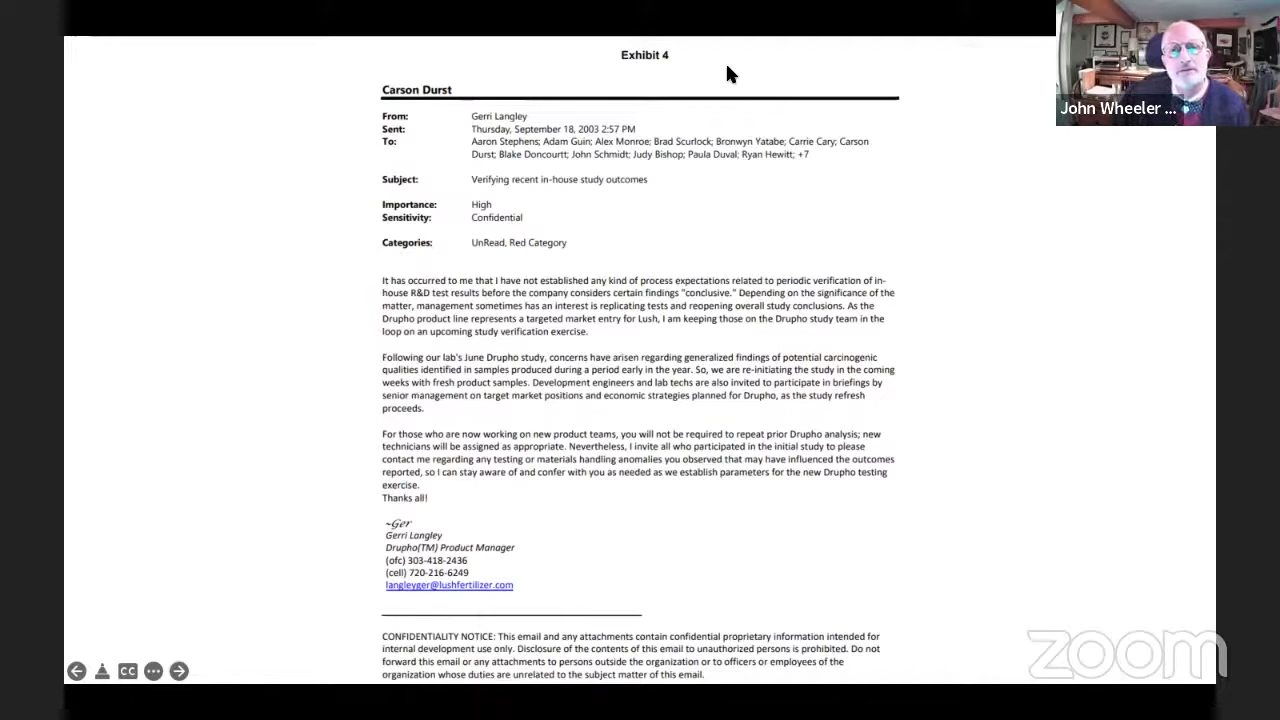 Exhibit 4
Carson Durst
From: Gerri Langley
Sent: Thursday, September 18, 2003 2:57 PM
To: Aaron Stephens; Adam Guin; Alex Monroe; Brad Scurlock; Bronwyn Yatabe; Carrie Cary; Carson
Durst; Blake Doncourtt; John Schmidt; Judy Bishop; Paula Duval; Ryan Hewitt; +7
Subject: Verifying recent in-house study outcomes
Importance: High
Sensitivity: Confidential
Categories: UnRead, Red Category
It has occurred to me that I have not established any kind of process expectations related to periodic verification of in-
house R&D test results before the company considers certain findings "conclusive." Depending on the significance of the
matter, management sometimes has an interest is replicating tests and reopening overall study conclusions. As the
Drupho product line represents a targeted market entry for Lush, I am keeping those on the Drupho study team in the
loop on an upcoming study verification exercise.
Following our lab's June Drupho study, concerns have arisen regarding generalized findings of potential carcinogenic
qualities identified in samples produced during a period early in the year. So, we are re-initiating the study in the coming
weeks with fresh product samples. Development engineers and lab techs are also invited to participate in briefings by
senior management on target market positions and economic strategies planned for Drupho, as the study refresh
proceeds.
For those who are now working on new product teams, you will not be required to repeat prior Drupho analysis; new
technicians will be assigned as appropriate. Nevertheless, I invite all who participated in the initial study to please
contact me regarding any testing or materials handling anomalies you observed that may have influenced the outcomes
reported, so I can stay aware of and confer with you as needed as we establish parameters for the new Drupho testing
exercise.
Thanks all!
~Ger
Gerri Langley
Drupho(TM) Product Manager
(ofc) 303-418-2436
(cell) 720-216-6249
langleyger@lushfertilizer.com
CONFIDENTIALITY NOTICE: This email and any attachments contain confidential proprietary information intended for
internal development use only. Disclosure of the contents of this email to unauthorized persons is prohibited. Do not
forward this email or any attachments to persons outside the organization or to officers or employees of the
organization whose duties are unrelated to the subject matter of this email.
John Wheeler ...
CC
zoom